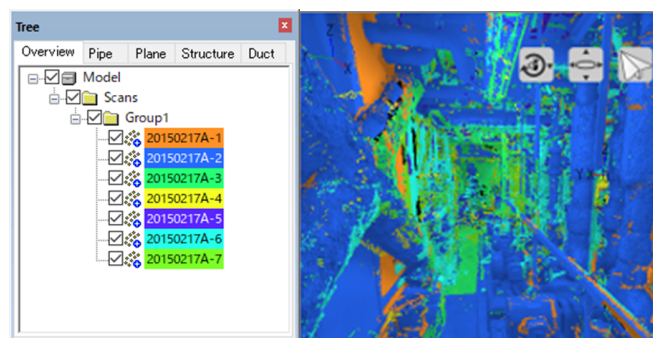 Tree
Overview Pipe Plane Structure Duct
Model
Scans
Group1
20150217A-1
20150217A-2
20150217A-3
20150217A-4
20150217A-5
20150217A-6
20150217A-7
Z
X
Z
Y X